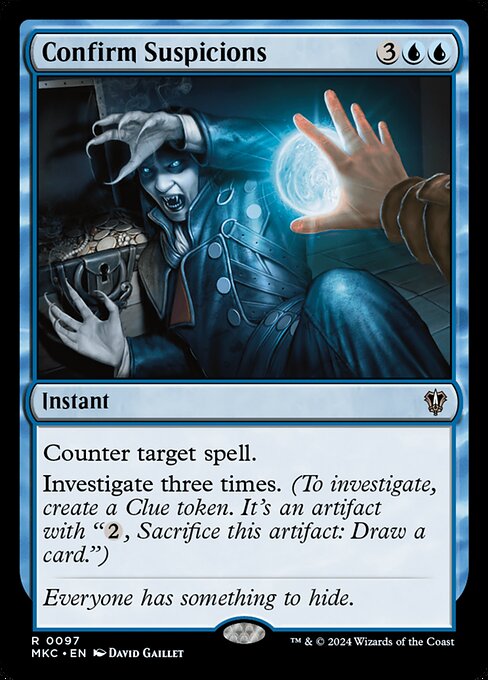 Confirm Suspicions 3
Instant
Counter target spell.
Investigate three times. (To investigate,
create a Clue token. It's an artifact
with “2, Sacrifice this artifact: Draw a
card.”)
Everyone has something to hide.
R 0097
MKC • EN DAVID GAILLET
™ & © 2024 Wizards of the Coast